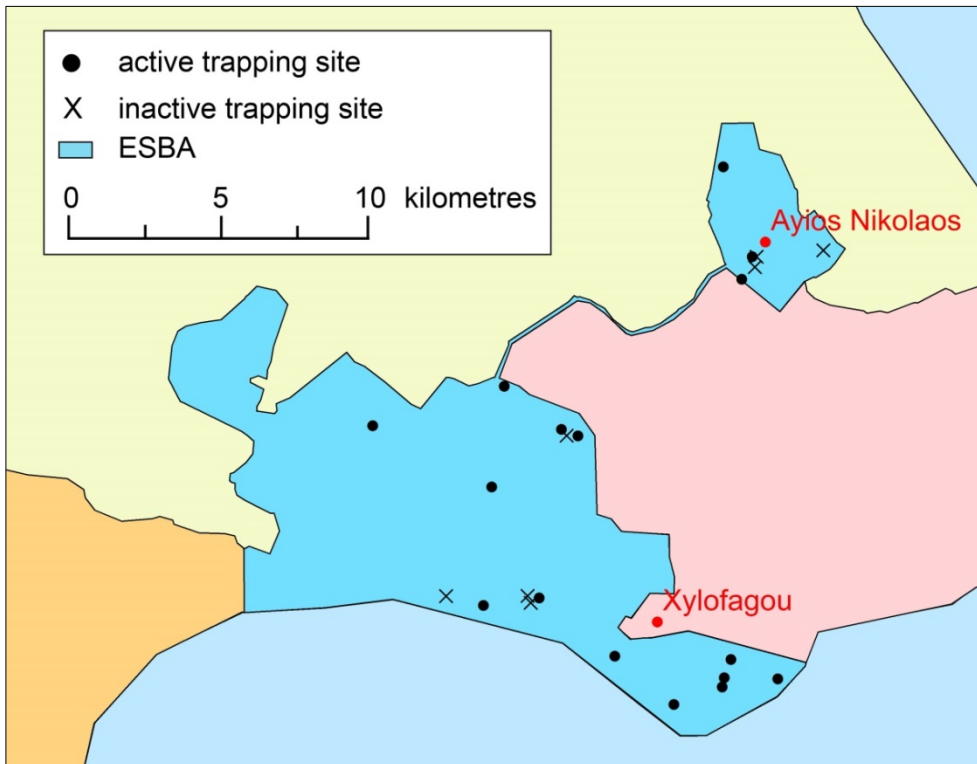 active trapping site
inactive trapping site
ESBA
0 5 10 kilometres
Ayios Nikolaos
Xylofagou